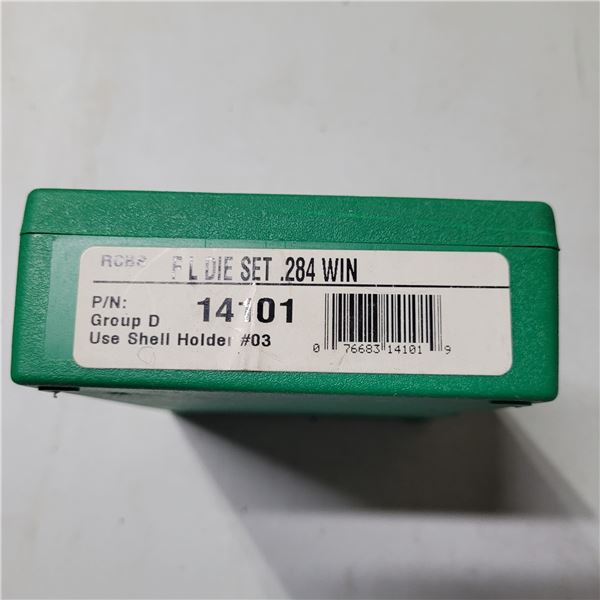 RCBS F L DIE SET .284 WIN
P/N: 14101
Group D
Use Shell Holder #03
0 76683 14101 9